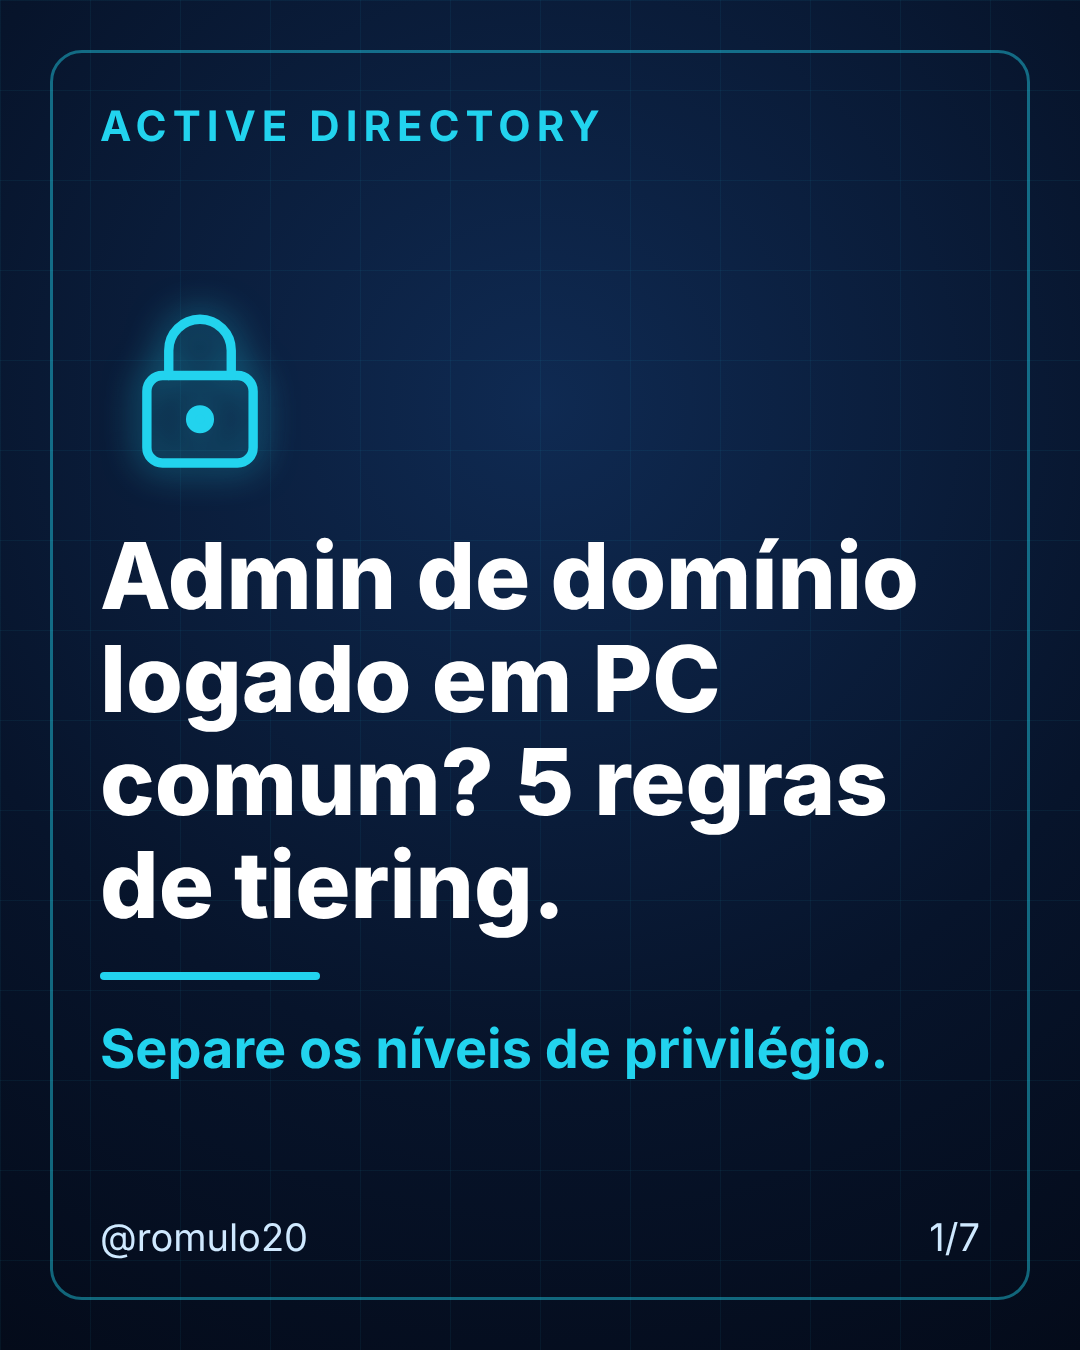 ACTIVE DIRECTORY
Admin de domínio
logado em PC
comum? 5 regras
de tiering.
Separe os níveis de privilégio.
@romulo20
1/7